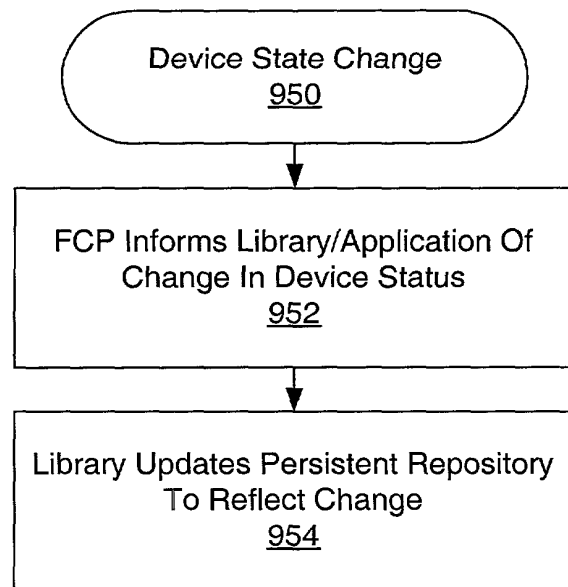 Device State Change
950
FCP Informs Library/Application Of
Change In Device Status
952
Library Updates Persistent Repository
To Reflect Change
954